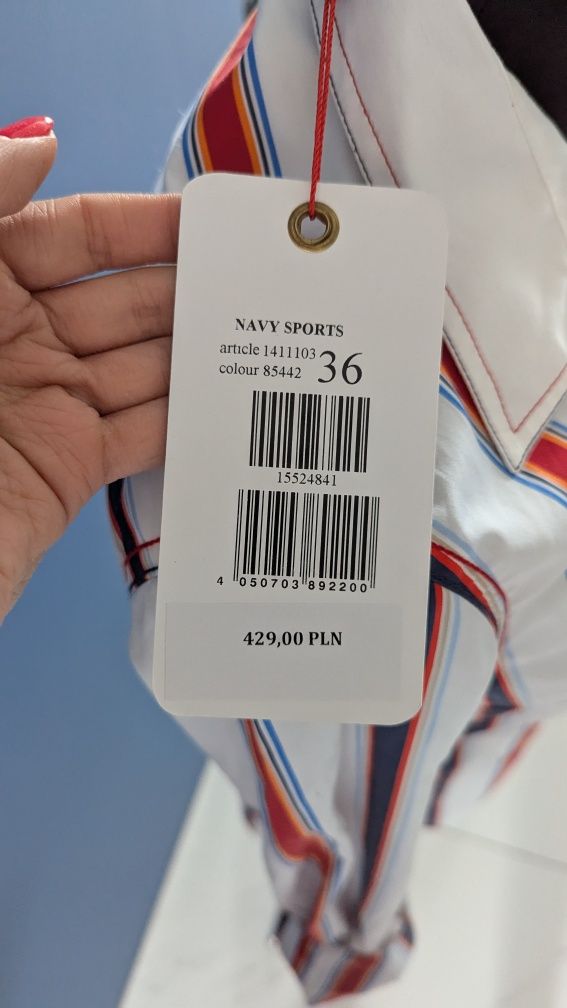 NAVY SPORTS
article 1411103
colour 85442
36
15524841
4 050703 892200
429,00 PLN